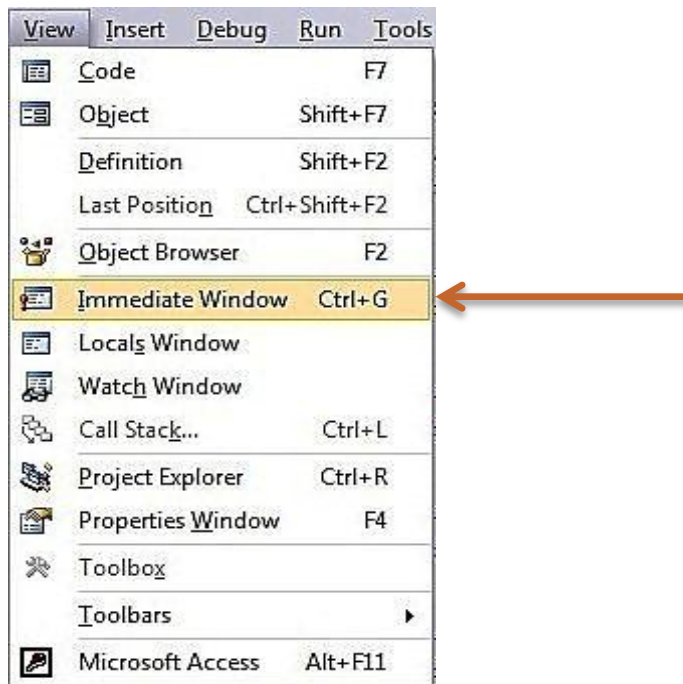 View Insert Debug Run Tools
Code F7
Object Shift+F7
Definition Shift+F2
Last Position Ctrl+Shift+F2
Object Browser F2
Immediate Window Ctrl+G
Locals Window
Watch Window
Call Stack... Ctrl+L
Project Explorer Ctrl+R
Properties Window F4
Toolbox
Toolbars
Microsoft Access Alt+F11